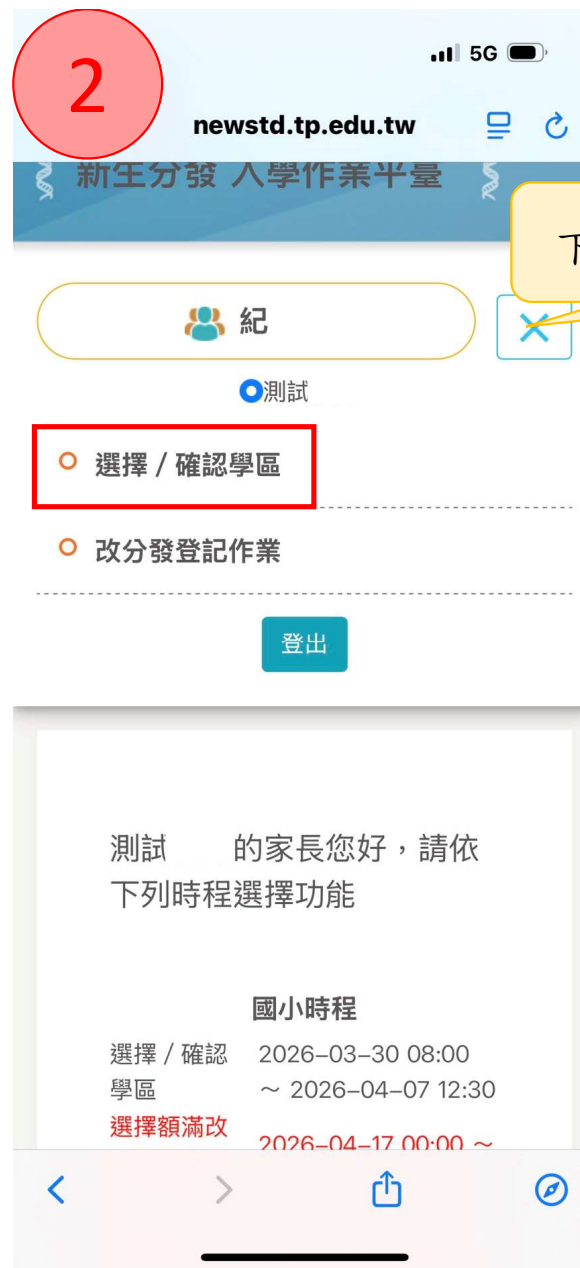 2
5G
newstd.tp.edu.tw
新生分發 入學作業平臺
下
紀
測試
選擇 / 確認學區
改分發登記作業
登出
測試 的家長您好，請依
下列時程選擇功能
國小時程
選擇 / 確認 2026-03-30 08:00
學區 ～ 2026-04-07 12:30
選擇額滿改
2026-04-17 00:00 ～